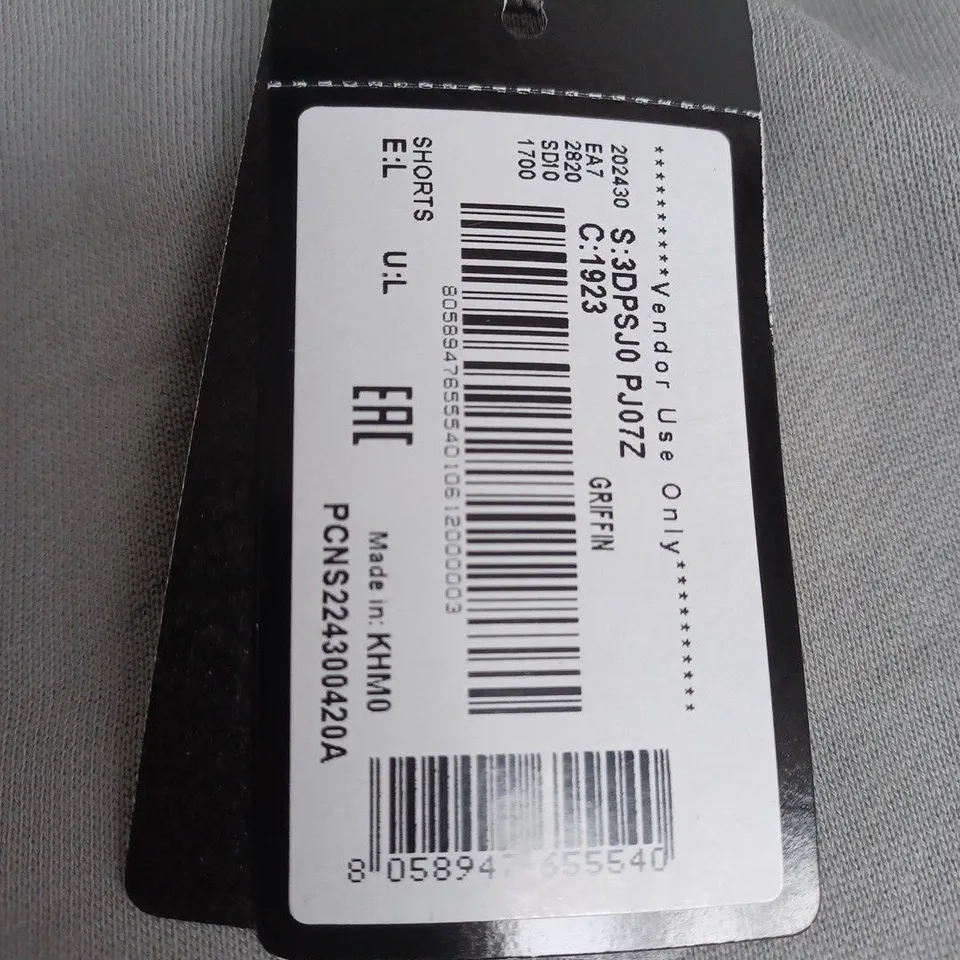 ***********Vendor Use Only***********
202430 S:3DPSJ0 PJ07Z
EA7 C:1923 GRIFFIN
2820
SD10
1700
8058947655540106120000003
SHORTS
E:L U:L
EAC
Made in: KHM0
PCNS224300420A
8 058947 655540